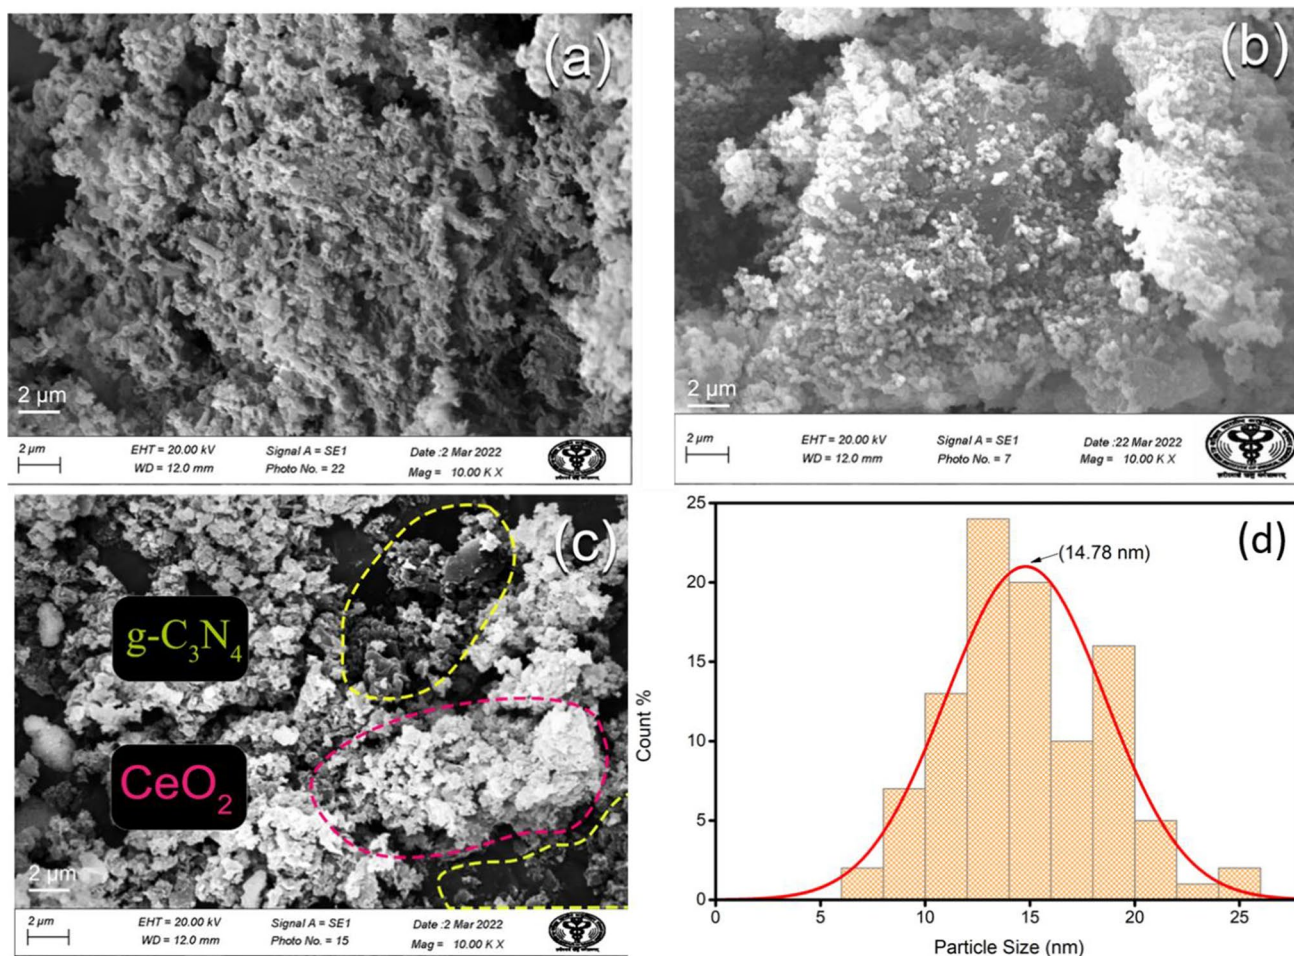 (a)
2 µm
2 µm
EHT = 20.00 kV
Signal A = SE1
Date :2 Mar 2022
WD = 12.0 mm
Photo No. = 22
Mag = 10.00 K X
(b)
2 µm
2 µm
EHT = 20.00 kV
Signal A = SE1
Date :22 Mar 2022
WD = 12.0 mm
Photo No. = 7
Mag = 10.00 K X
(c)
g-C₃N₄
CeO₂
2 µm
2 µm
EHT = 20.00 kV
Signal A = SE1
Date :2 Mar 2022
WD = 12.0 mm
Photo No. = 15
Mag = 10.00 K X
(d)
(14.78 nm)
25
20
15
10
5
0
Count %
0 5 10 15 20 25
Particle Size (nm)